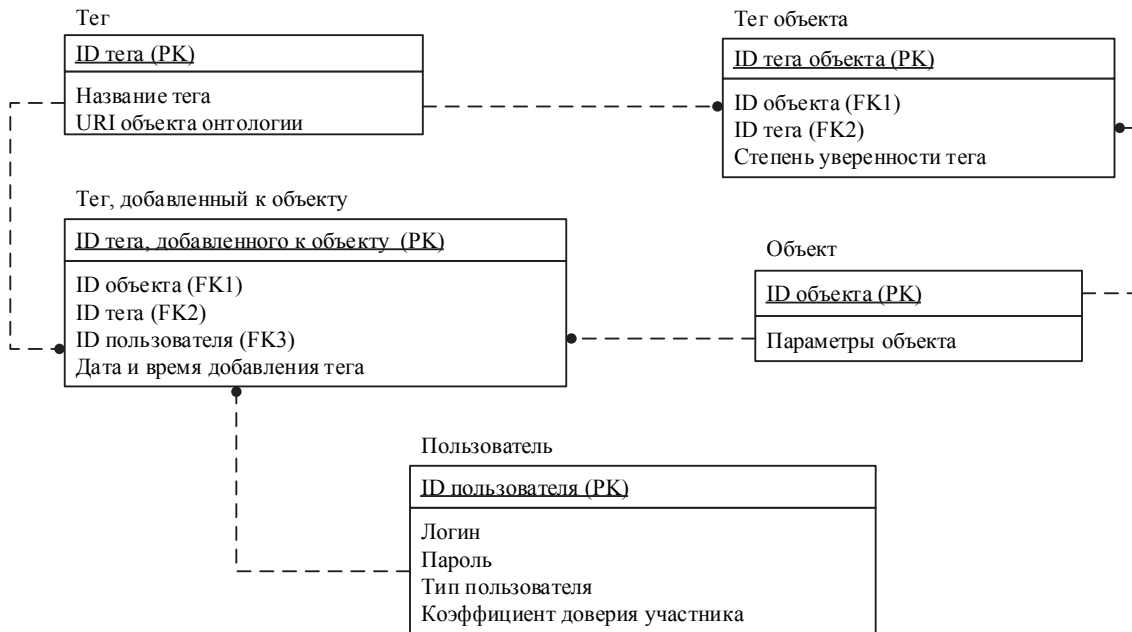 Тег
ID тега (PK)
Название тега
URI объекта онтологии
Тег объекта
ID тега объекта (PK)
ID объекта (FK1)
ID тега (FK2)
Степень уверенности тега
Тег, добавленный к объекту
ID тега, добавленного к объекту (PK)
ID объекта (FK1)
ID тега (FK2)
ID пользователя (FK3)
Дата и время добавления тега
Объект
ID объекта (PK)
Параметры объекта
Пользователь
ID пользователя (PK)
Логин
Пароль
Тип пользователя
Коэффициент доверия участника